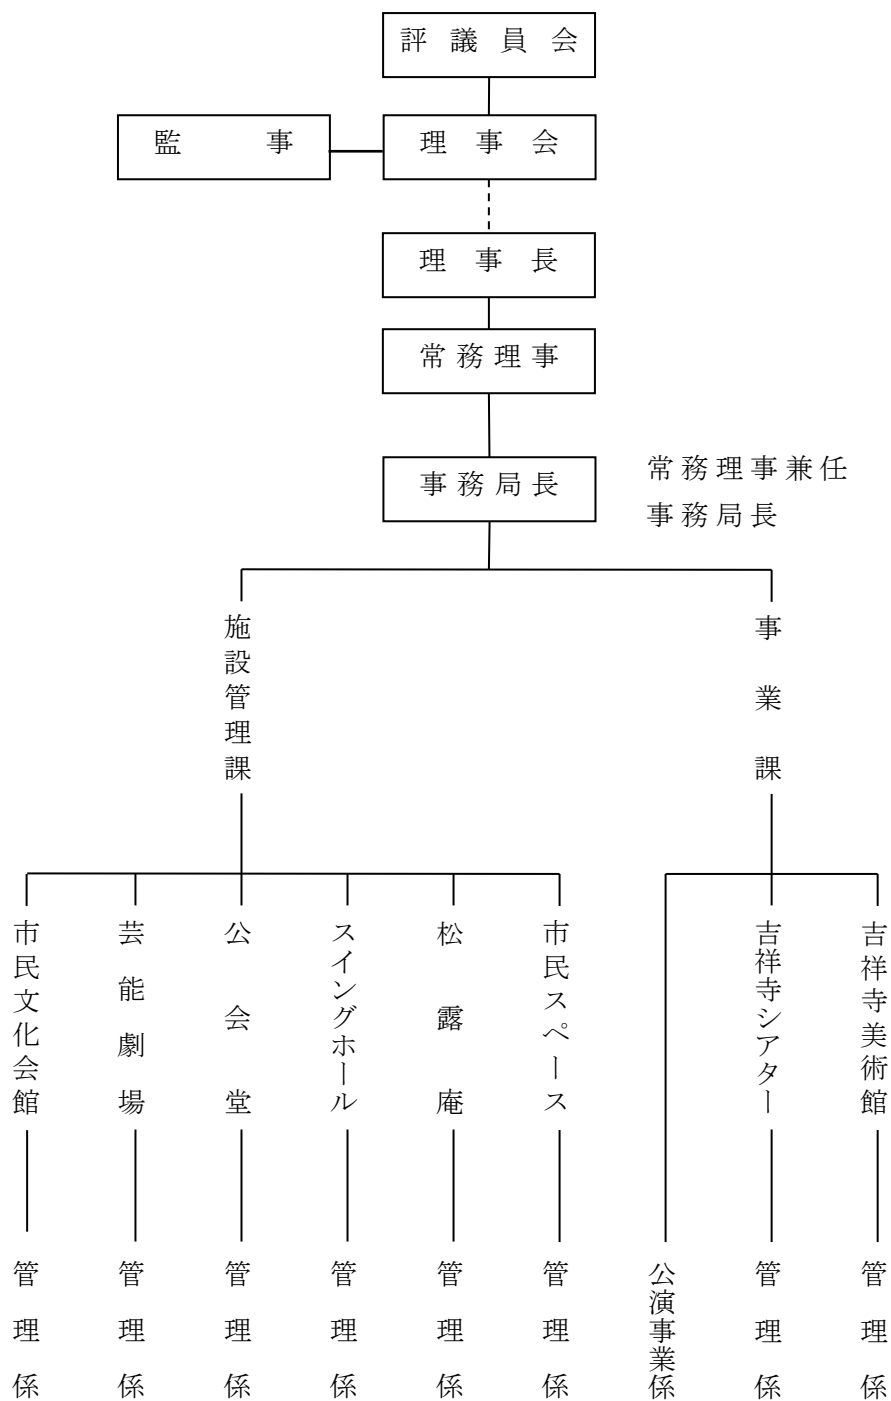 評議員会
監事
理事会
理事長
常務理事
事務局長
常務理事兼任
事務局長
施設管理課
事業課
市民文化会館
芸能劇場
公会堂
スイングホール
松露庵
市民スペース
吉祥寺シアター
吉祥寺美術館
管理係
管理係
管理係
管理係
管理係
管理係
公演事業係
管理係
管理係